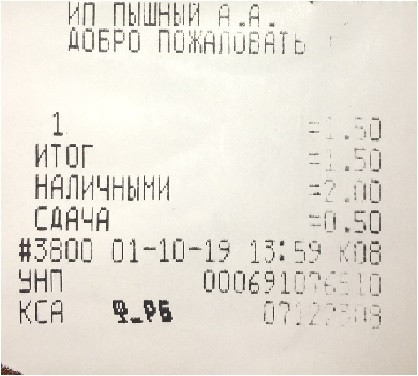 ИП ПЫШНЫЙ А.А.
ДОБРО ПОЖАЛОВАТЬ
1 =1.50
ИТОГ =1.50
НАЛИЧНЫМИ =2.00
СДАЧА =0.50
#3800 01-10-19 13:59 К08
УНП
КСА